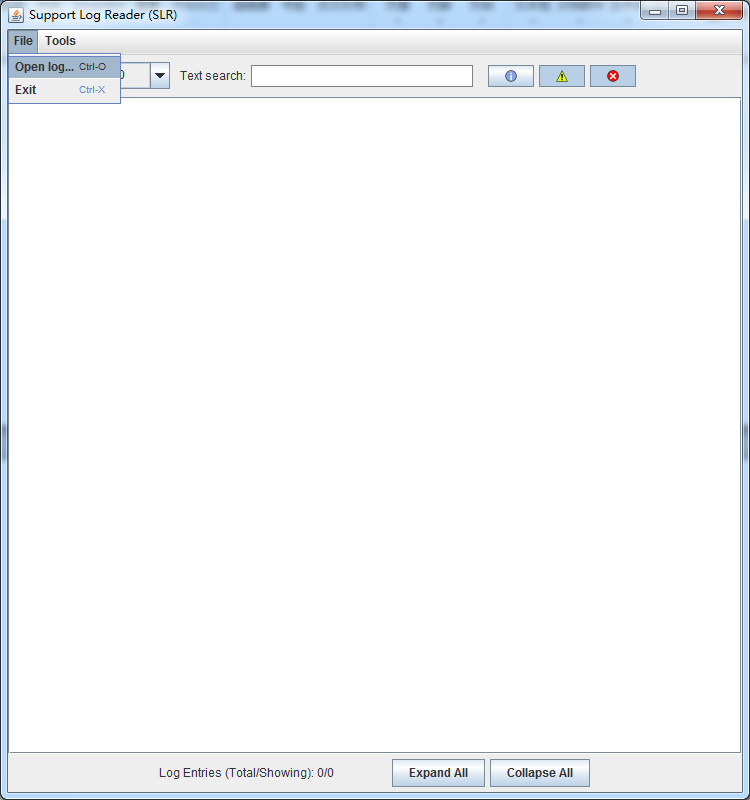 Support Log Reader (SLR)
File Tools
Open log... Ctrl-O
Text search:
Exit Ctrl-X
Log Entries (Total/Showing): 0/0 Expand All Collapse All